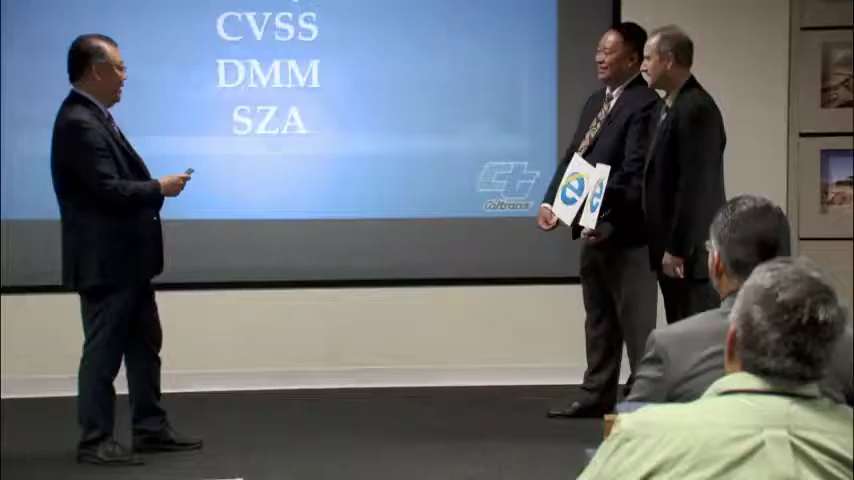 CVSS
DMM
SZA
ct
Caltrans
e
e